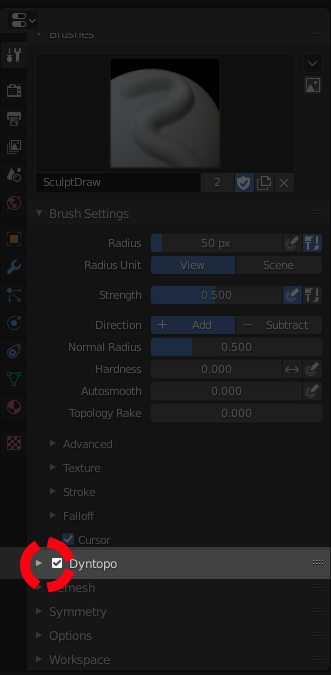 Brushes
SculptDraw 2
Brush Settings
Radius 50 px
Radius Unit View Scene
Strength 0.500
Direction + Add − Subtract
Normal Radius 0.500
Hardness 0.000
Autosmooth 0.000
Topology Rake 0.000
Advanced
Texture
Stroke
Falloff
Cursor
Dyntopo
Remesh
Symmetry
Options
Workspace